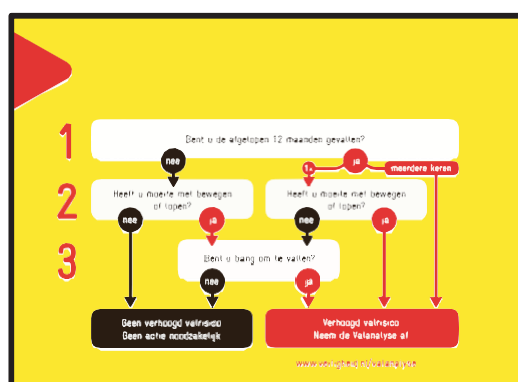 1
Bent u de afgelopen 12 maanden gevallen?
nee
1x
ja
meerdere keren
2
Heeft u moeite met bewegen
of lopen?
Heeft u moeite met bewegen
of lopen?
nee
ja
nee
ja
3
Bent u bang om te vallen?
nee
ja
Geen verhoogd valrisico
Geen actie noodzakelijk
Verhoogd valrisico
Neem de Valanalyse af
www.veiligheid.nl/valanalyse